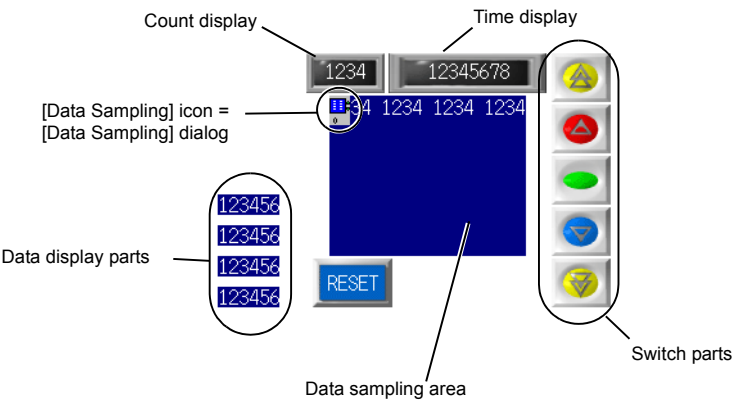 Count display
Time display
1234
12345678
[Data Sampling] icon =
[Data Sampling] dialog
34 1234 1234 1234
0
123456
123456
123456
123456
Data display parts
RESET
Switch parts
Data sampling area